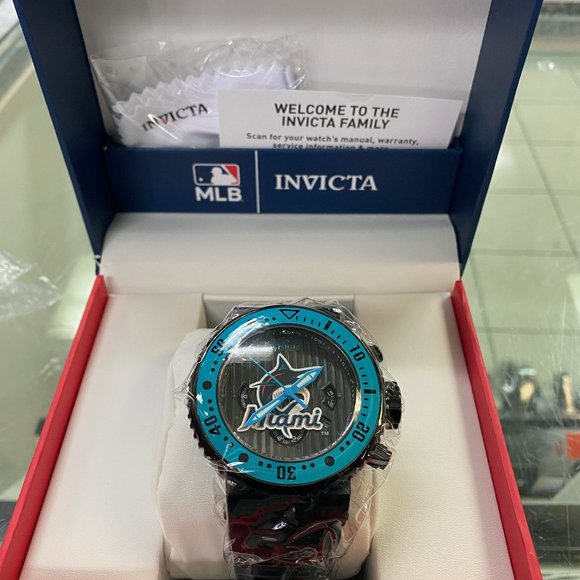 INVICTA
WELCOME TO THE
INVICTA FAMILY
Scan for your watch's manual, warranty,
service information & more
MLB
INVICTA
50
10
40
20
30
Miami
TM